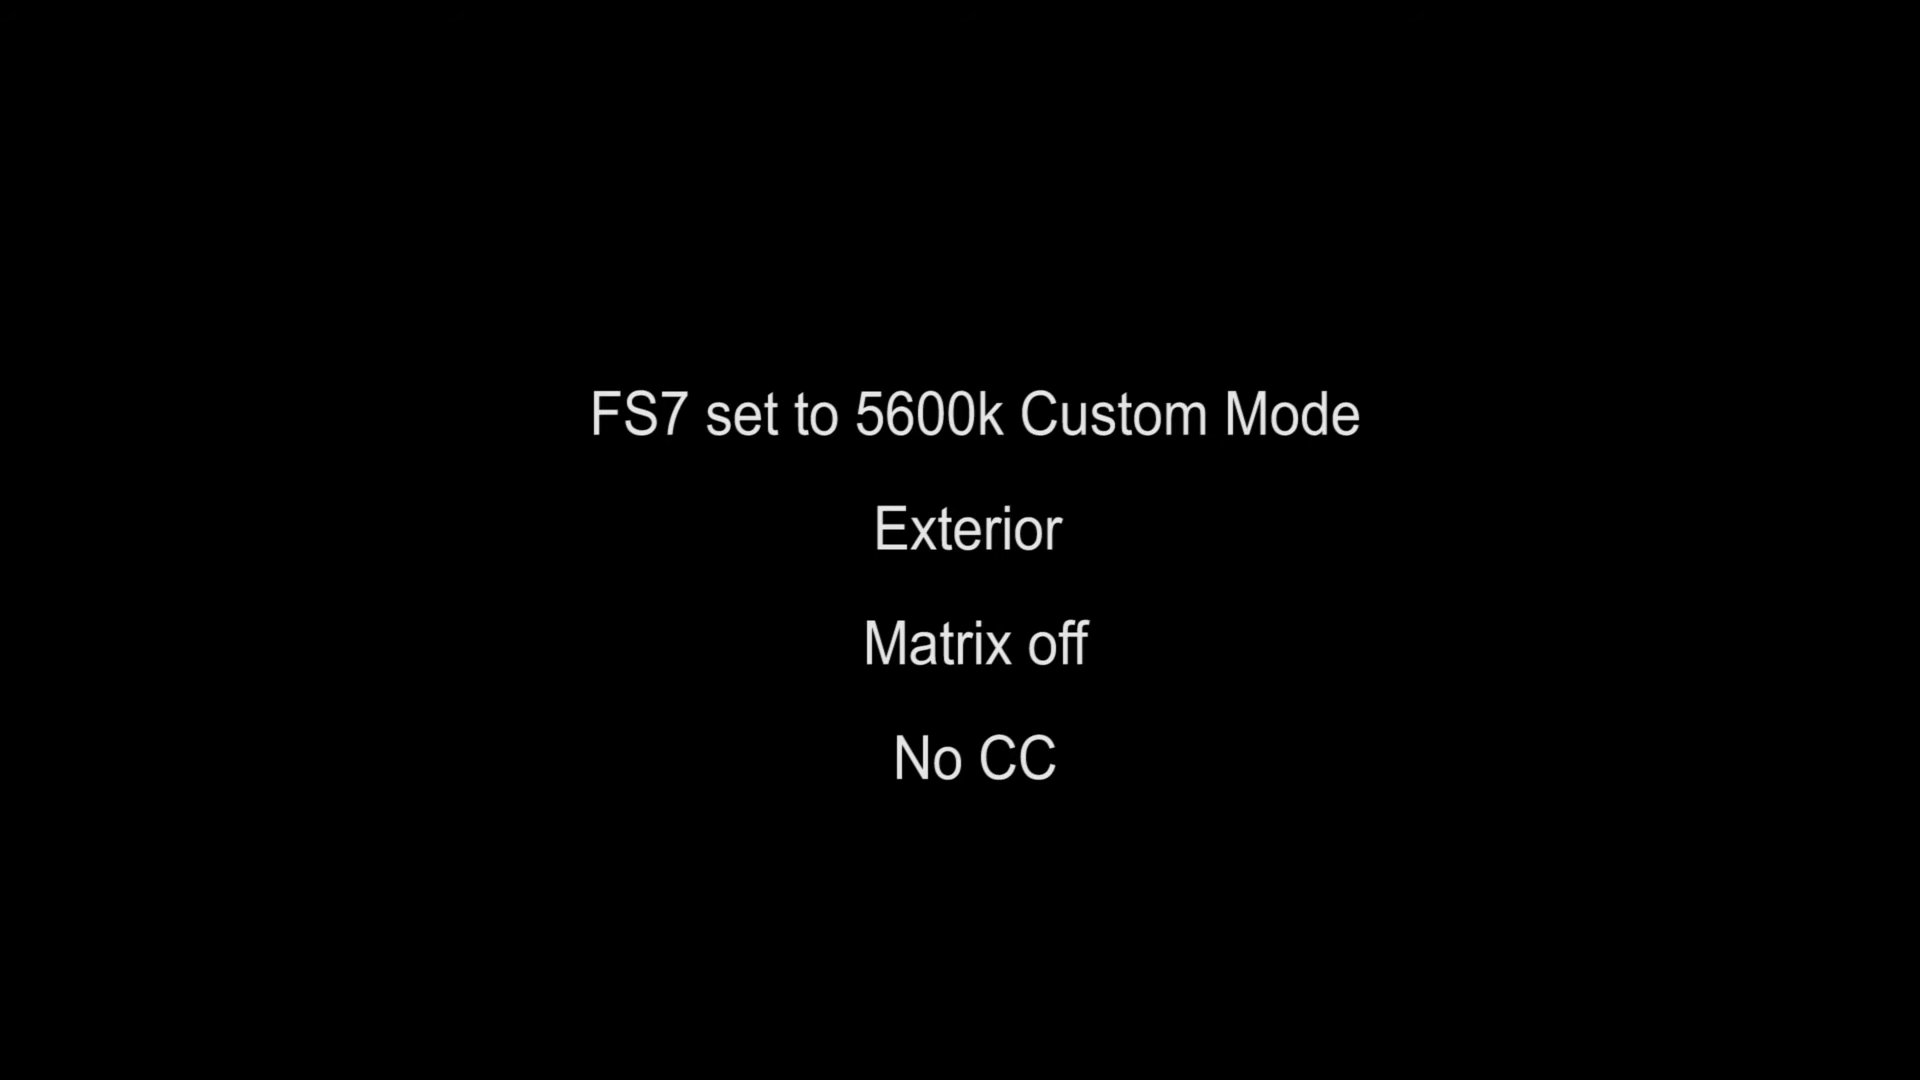 FS7 set to 5600k Custom Mode
Exterior
Matrix off
No CC